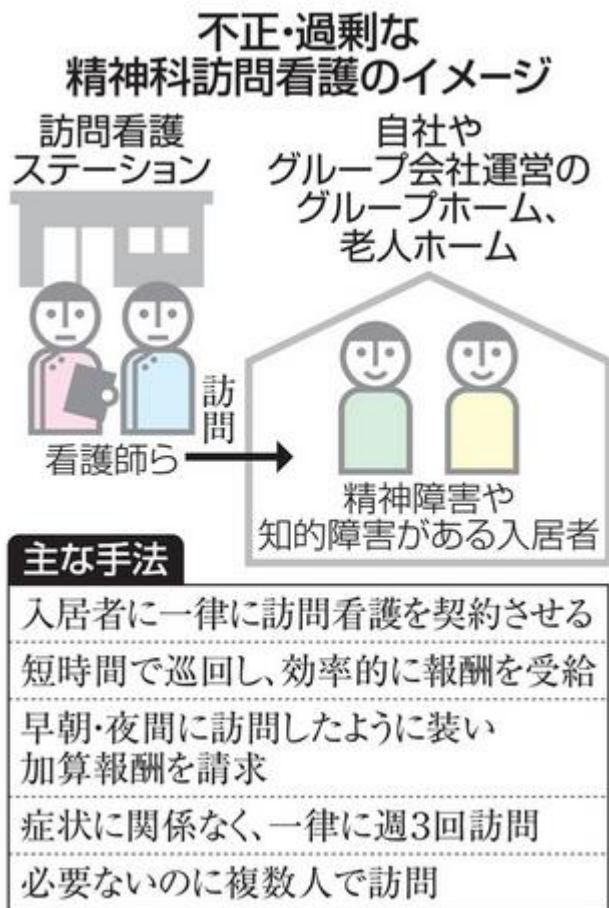 不正・過剰な
精神科訪問看護のイメージ
訪問看護
ステーション
自社や
グループ会社運営の
グループホーム、
老人ホーム
訪問
看護師ら
精神障害や
知的障害がある入居者
主な手法
入居者に一律に訪問看護を契約させる
短時間で巡回し、効率的に報酬を受給
早朝・夜間に訪問したように装い
加算報酬を請求
症状に関係なく、一律に週3回訪問
必要ないのに複数人で訪問